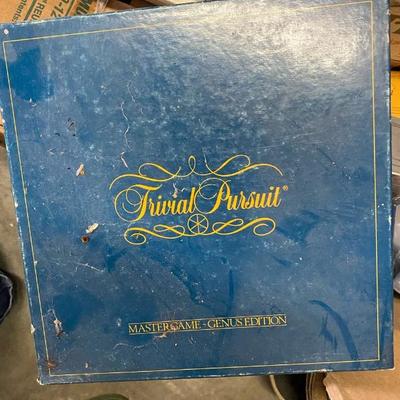 Trivial Pursuit®
MASTER GAME - GENUS EDITION